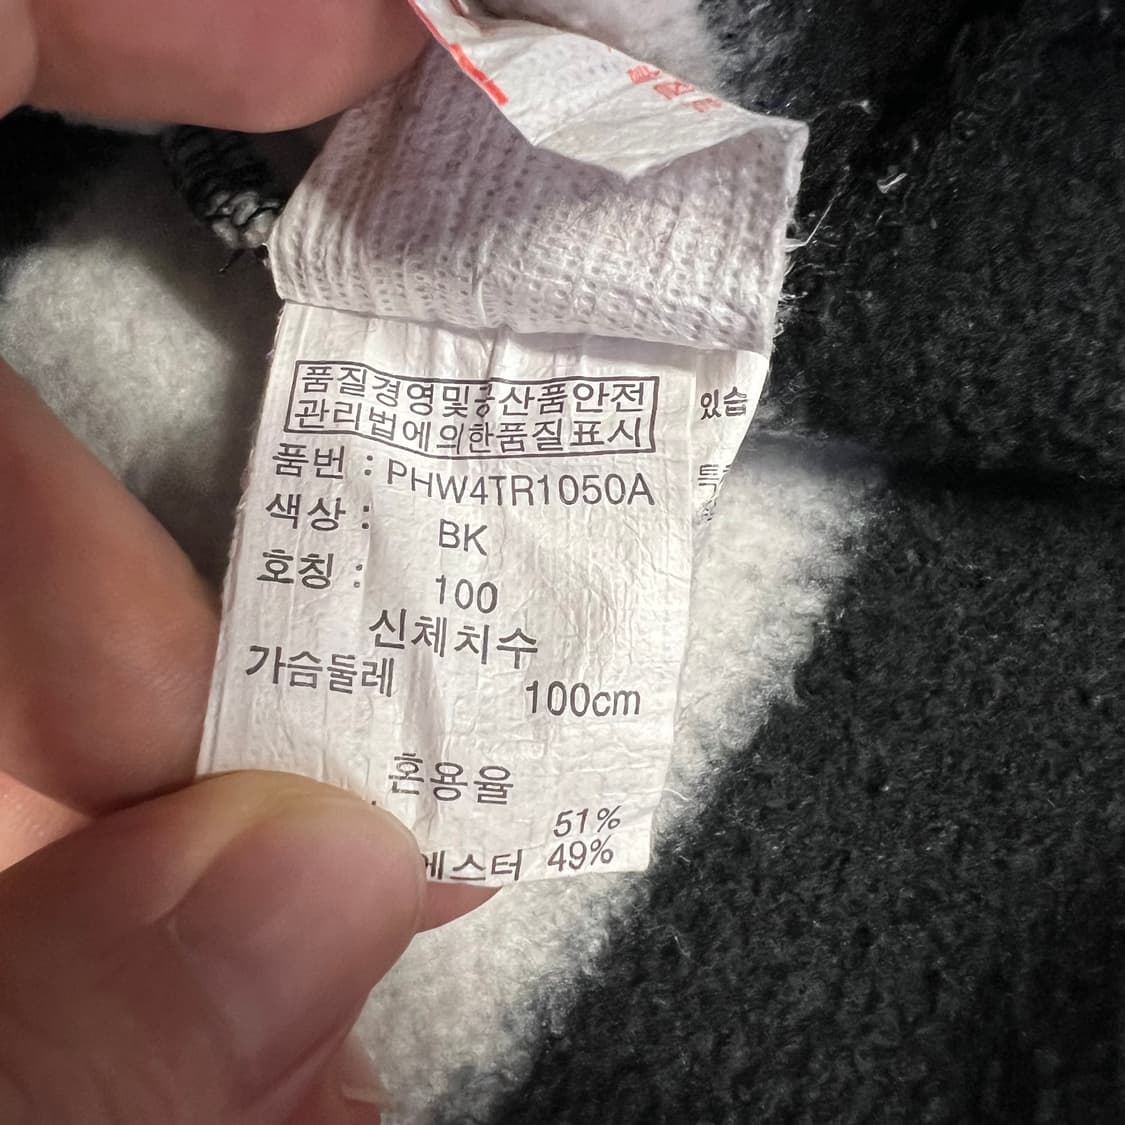 품질경영및공산품안전
관리법에의한품질표시
품번 : PHW4TR1050A
색상 : BK
호칭 : 100
신체치수
가슴둘레 100cm
혼용율
51%
에스터 49%
있습